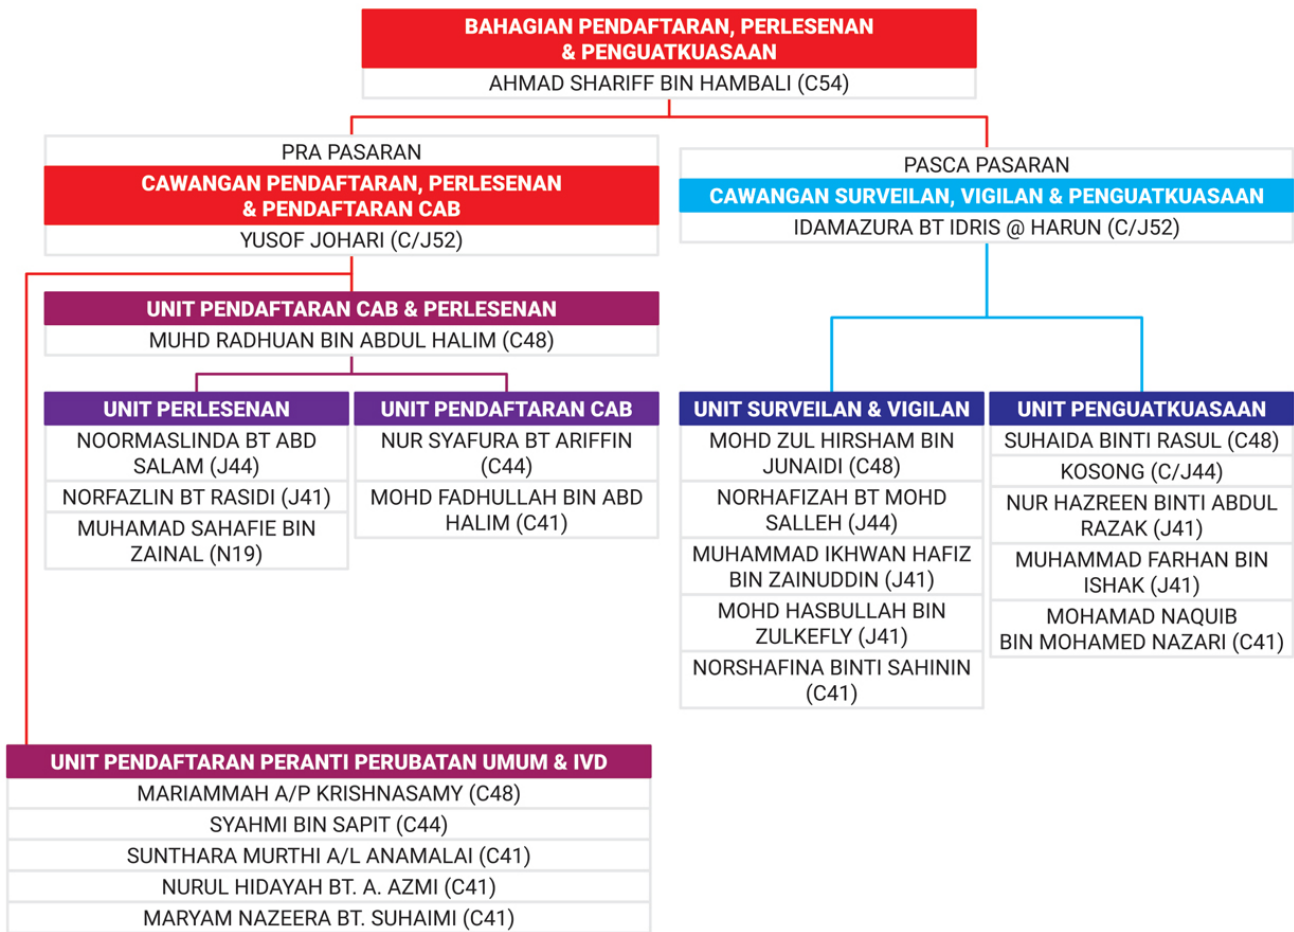 BAHAGIAN PENDAFTARAN, PERLESENAN
& PENGUATKUASAAN
AHMAD SHARIFF BIN HAMBALI (C54)
PRA PASARAN
CAWANGAN PENDAFTARAN, PERLESENAN
& PENDAFTARAN CAB
YUSOF JOHARI (C/J52)
PASCA PASARAN
CAWANGAN SURVEILAN, VIGILAN & PENGUATKUASAAN
IDAMAZURA BT IDRIS @ HARUN (C/J52)
UNIT PENDAFTARAN CAB & PERLESENAN
MUHD RADHUAN BIN ABDUL HALIM (C48)
UNIT PERLESENAN
NOORMASLINDA BT ABD
SALAM (J44)
NORFAZLIN BT RASIDI (J41)
MUHAMAD SAHAFIE BIN
ZAINAL (N19)
UNIT PENDAFTARAN CAB
NUR SYAFURA BT ARIFFIN
(C44)
MOHD FADHULLAH BIN ABD
HALIM (C41)
UNIT SURVEILAN & VIGILAN
MOHD ZUL HIRSHAM BIN
JUNAIDI (C48)
NORHAFIZAH BT MOHD
SALLEH (J44)
MUHAMMAD IKHWAN HAFIZ
BIN ZAINUDDIN (J41)
MOHD HASBULLAH BIN
ZULKEFLY (J41)
NORSHAFINA BINTI SAHININ
(C41)
UNIT PENGUATKUASAAN
SUHAIDA BINTI RASUL (C48)
KOSONG (C/J44)
NUR HAZREEN BINTI ABDUL
RAZAK (J41)
MUHAMMAD FARHAN BIN
ISHAK (J41)
MOHAMAD NAQUIB
BIN MOHAMED NAZARI (C41)
UNIT PENDAFTARAN PERANTI PERUBATAN UMUM & IVD
MARIAMMAH A/P KRISHNASAMY (C48)
SYAHMI BIN SAPIT (C44)
SUNTHARA MURTHI A/L ANAMALAI (C41)
NURUL HIDAYAH BT. A. AZMI (C41)
MARYAM NAZEERA BT. SUHAIMI (C41)